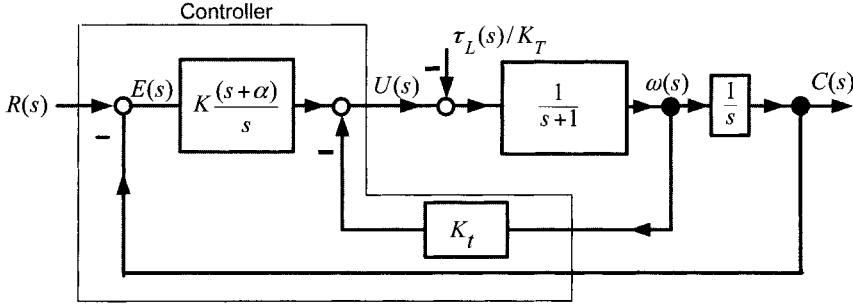 Controller
τ_L(s)/K_T
R(s)
E(s)
K (s+α)/s
U(s)
1/(s+1)
ω(s)
1/s
C(s)
K_t